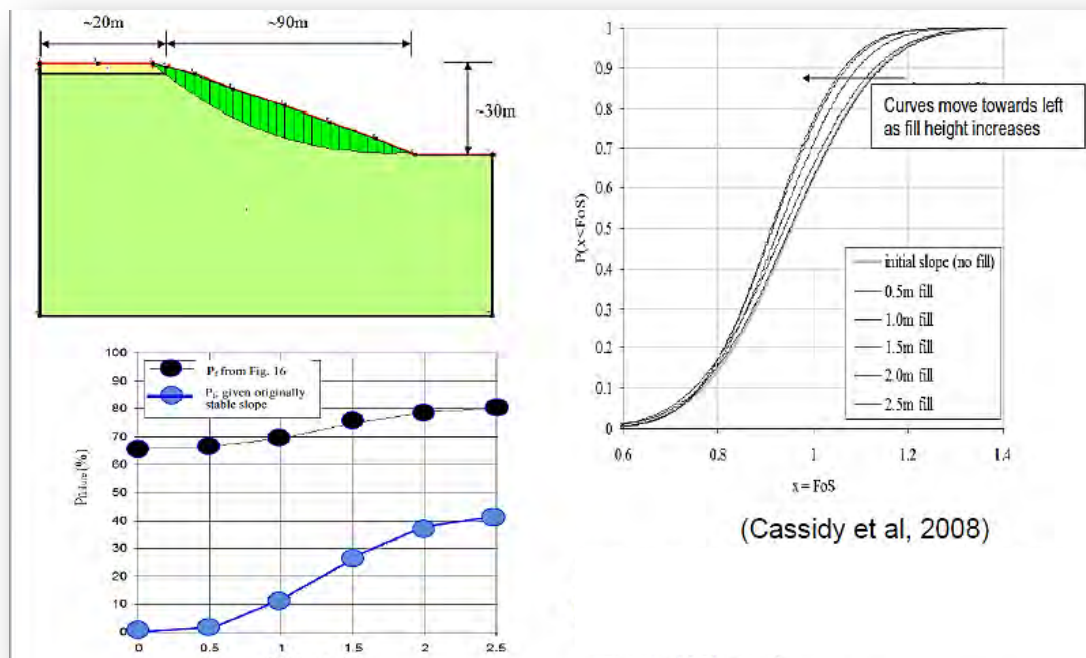 ~20m
~90m
~30m
1
0.9
0.8
0.7
0.6
0.5
0.4
0.3
0.2
0.1
0
P(x<FoS)
Curves move towards left
as fill height increases
initial slope (no fill)
0.5m fill
1.0m fill
1.5m fill
2.0m fill
2.5m fill
0.6
0.8
1
1.2
1.4
x = FoS
(Cassidy et al, 2008)
100
90
80
70
60
50
40
30
20
10
0
Pf from Fig. 16
given originally
stable slope
(%)
0
0.5
1
1.5
2
2.5